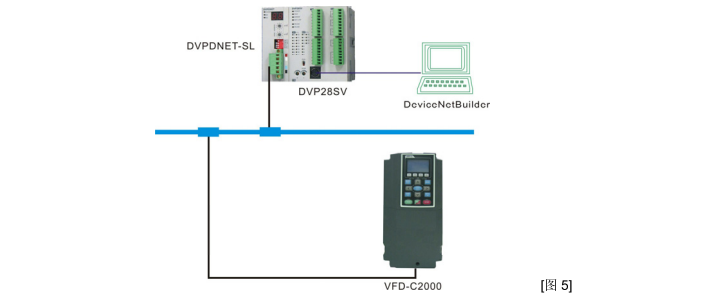 DVPDNET-SL
DVP28SV
DeviceNetBuilder
VFD-C2000
[图 5]